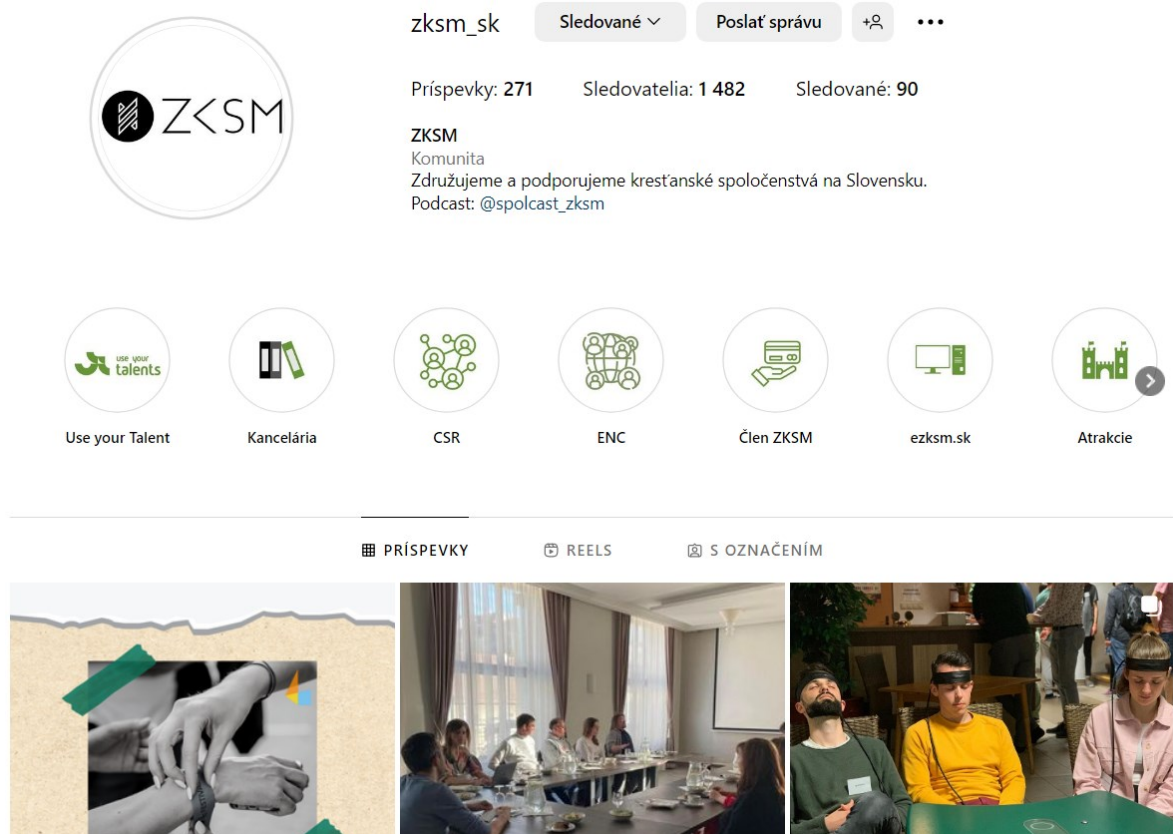 zksm_sk
Sledované
Poslať správu
Príspevky: 271
Sledovatelia: 1 482
Sledované: 90
ZKSM
ZKSM
Komunita
Združujeme a podporujeme kresťanské spoločenstvá na Slovensku.
Podcast: @spolcast_zksm
use your
talents
Use your Talent
Kancelária
CSR
ENC
Člen ZKSM
ezksm.sk
Atrakcie
PRÍSPEVKY
REELS
S OZNAČENÍM